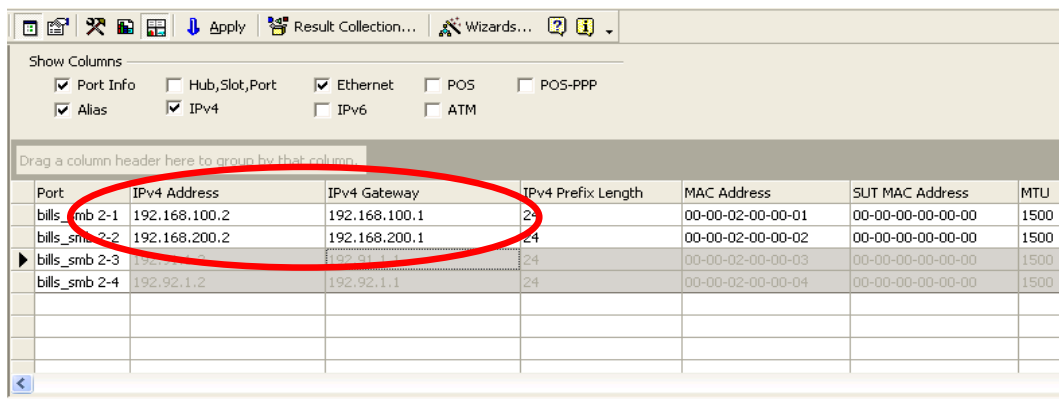 Apply Result Collection... Wizards...
Show Columns
Port Info Hub,Slot,Port Ethernet POS POS-PPP
Alias IPv4 IPv6 ATM
Drag a column header here to group by that column.
Port IPv4 Address IPv4 Gateway IPv4 Prefix Length MAC Address SUT MAC Address MTU
bills_smb 2-1 192.168.100.2 192.168.100.1 24 00-00-02-00-00-01 00-00-00-00-00-00 1500
bills_smb 2-2 192.168.200.2 192.168.200.1 24 00-00-02-00-00-02 00-00-00-00-00-00 1500
bills_smb 2-3 192.91.1.1 24 00-00-02-00-00-03 00-00-00-00-00-00 1500
bills_smb 2-4 192.92.1.2 192.92.1.1 24 00-00-02-00-00-04 00-00-00-00-00-00 1500